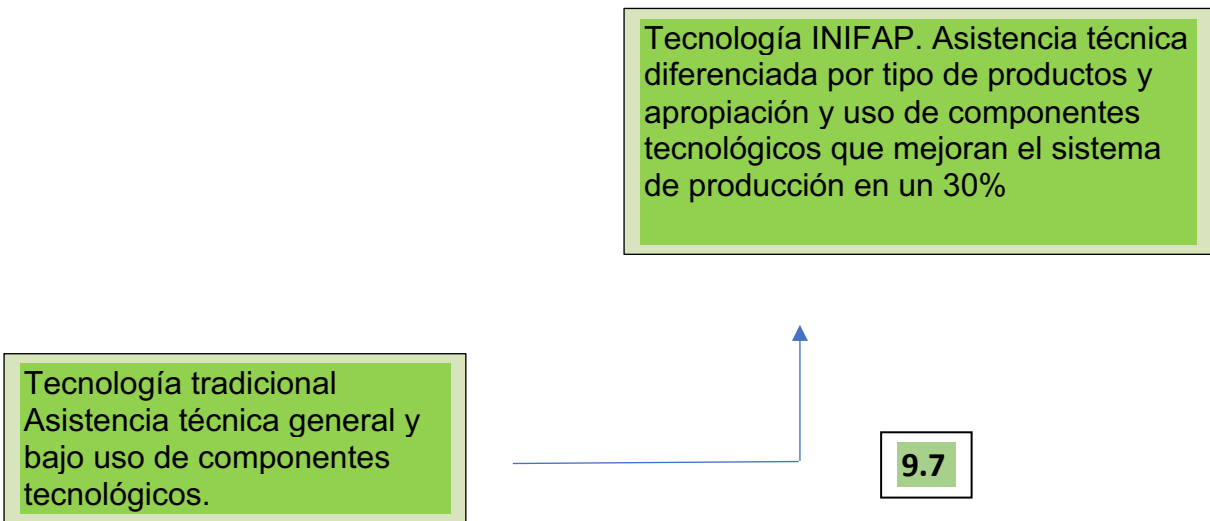 Tecnología INIFAP. Asistencia técnica
diferenciada por tipo de productos y
apropiación y uso de componentes
tecnológicos que mejoran el sistema
de producción en un 30%
Tecnología tradicional
Asistencia técnica general y
bajo uso de componentes
tecnológicos.
9.7